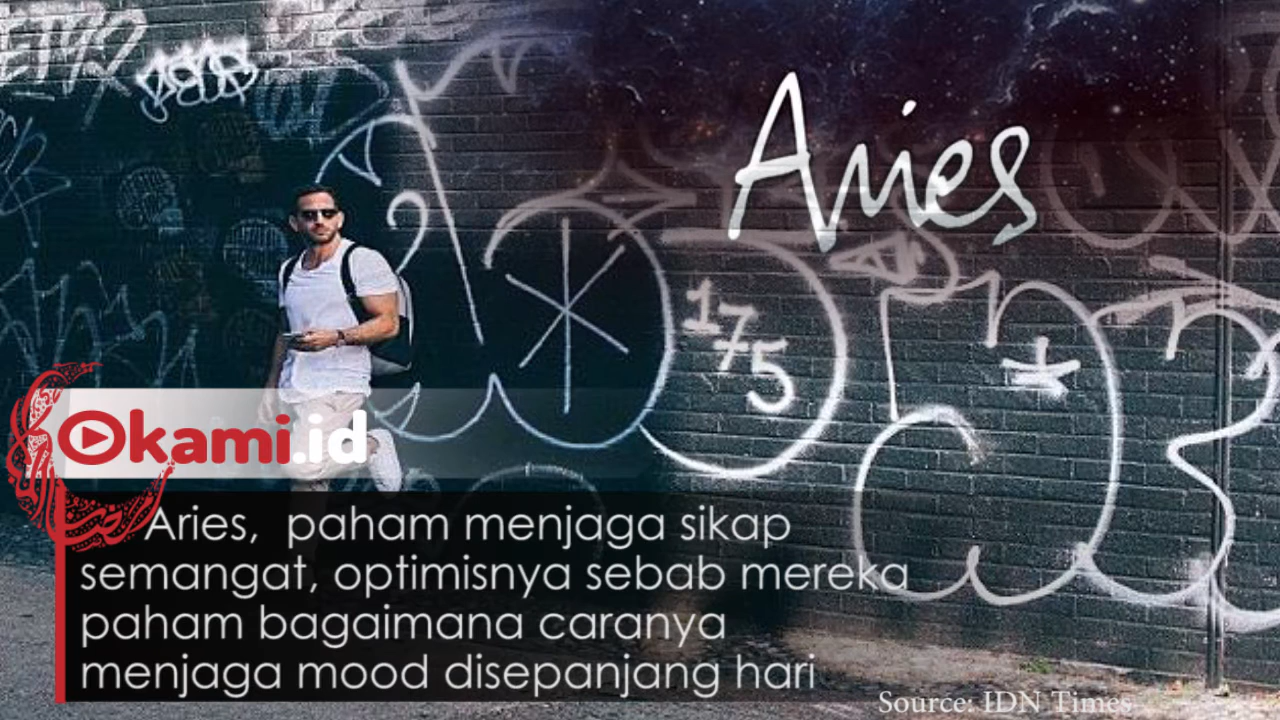 Aries
175
Okami.id
Aries, paham menjaga sikap
semangat, optimisnya sebab mereka
paham bagaimana caranya
menjaga mood disepanjang hari
Source: IDN Times